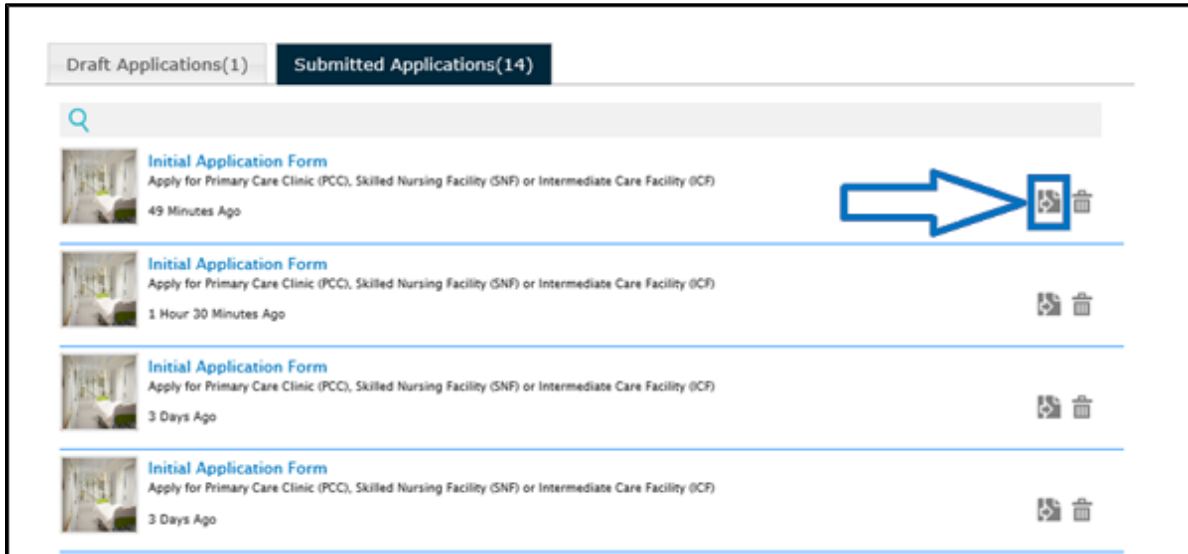 Draft Applications(1) Submitted Applications(14)
Initial Application Form
Apply for Primary Care Clinic (PCC), Skilled Nursing Facility (SNF) or Intermediate Care Facility (ICF)
49 Minutes Ago
Initial Application Form
Apply for Primary Care Clinic (PCC), Skilled Nursing Facility (SNF) or Intermediate Care Facility (ICF)
1 Hour 30 Minutes Ago
Initial Application Form
Apply for Primary Care Clinic (PCC), Skilled Nursing Facility (SNF) or Intermediate Care Facility (ICF)
3 Days Ago
Initial Application Form
Apply for Primary Care Clinic (PCC), Skilled Nursing Facility (SNF) or Intermediate Care Facility (ICF)
3 Days Ago